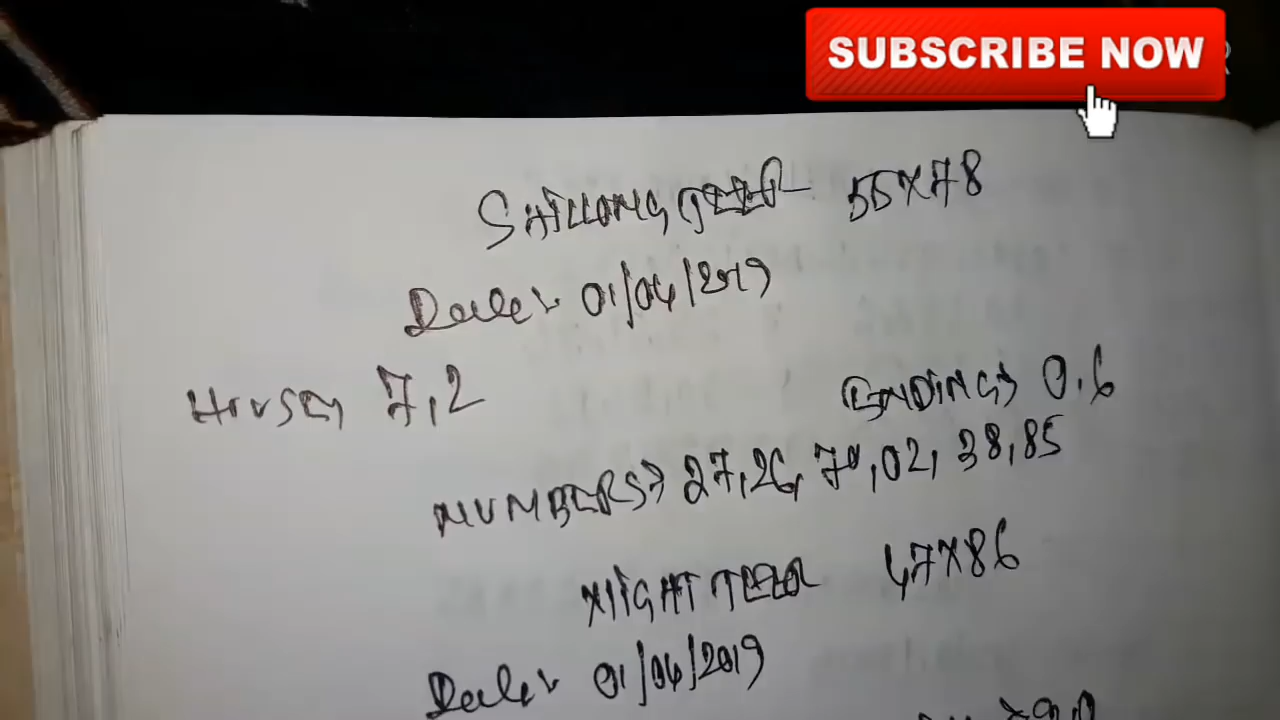 SUBSCRIBE NOW
SHILLONG TEER 55X78
Date:- 01/04/2019
HOUSE, 7,2
ENDING> 0.6
NUMBERS> 27,26,70,02,38,85
NIGHT TEER 47X86
Date:- 01/04/2019